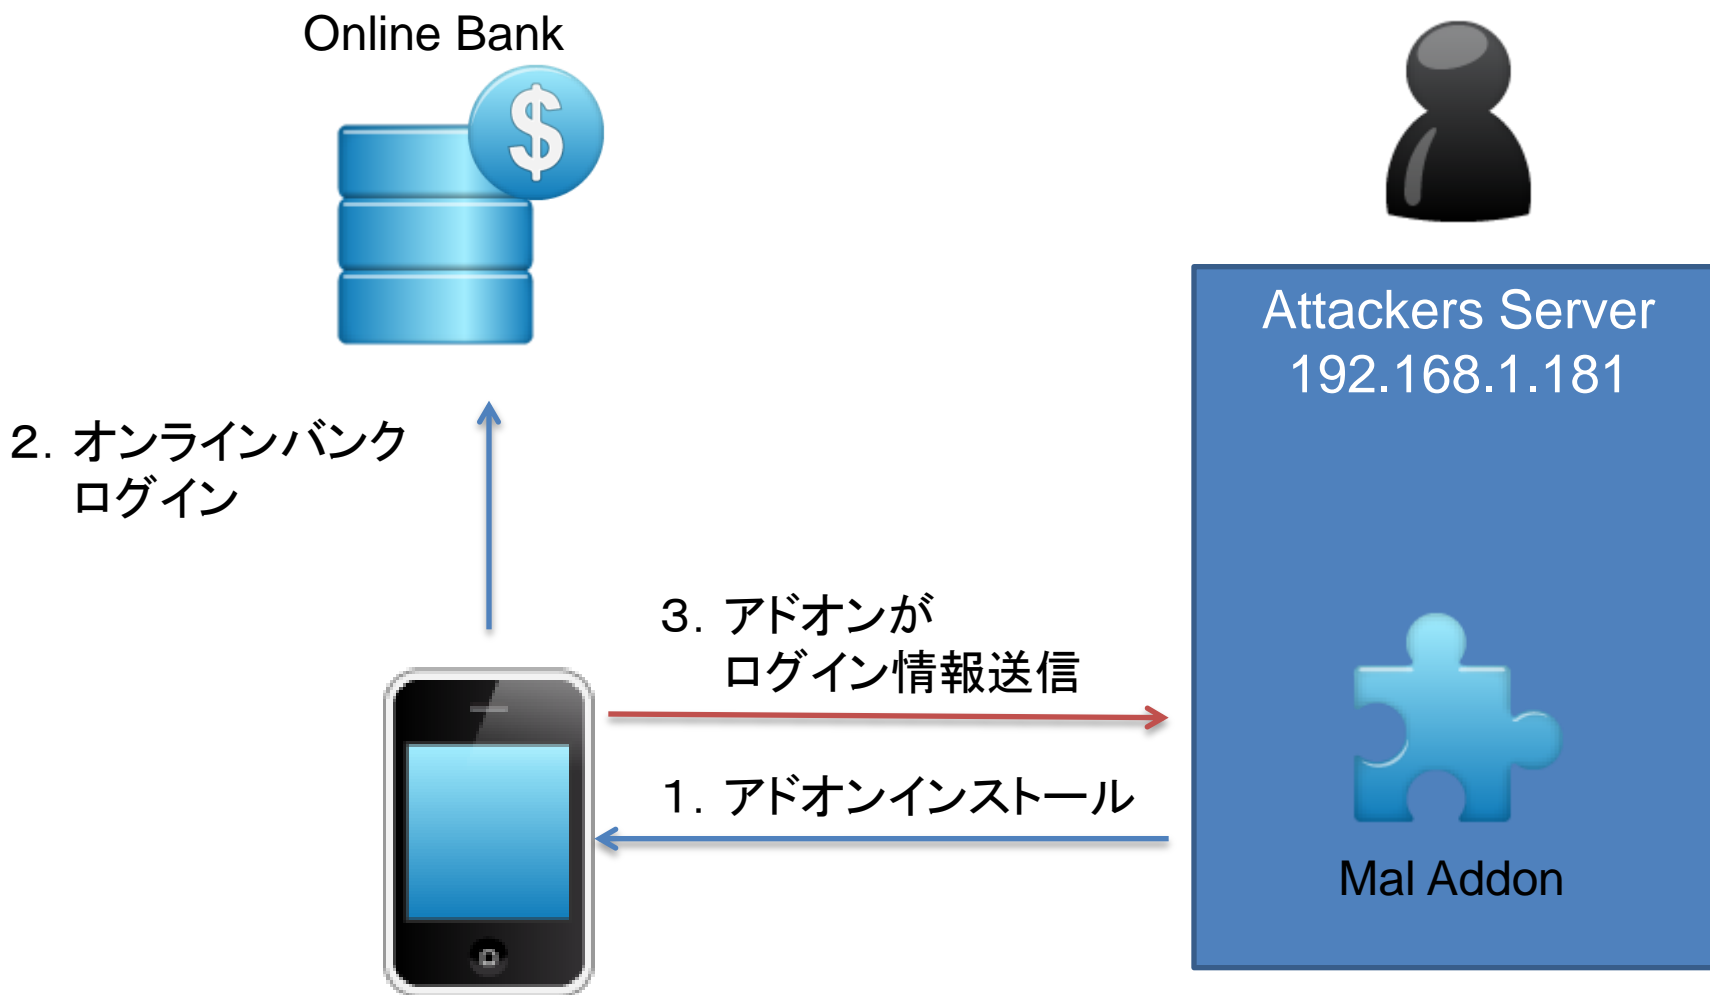 Online Bank
Attackers Server
192.168.1.181
2. オンラインバンク
ログイン
3. アドオンが
ログイン情報送信
1. アドオンインストール
Mal Addon